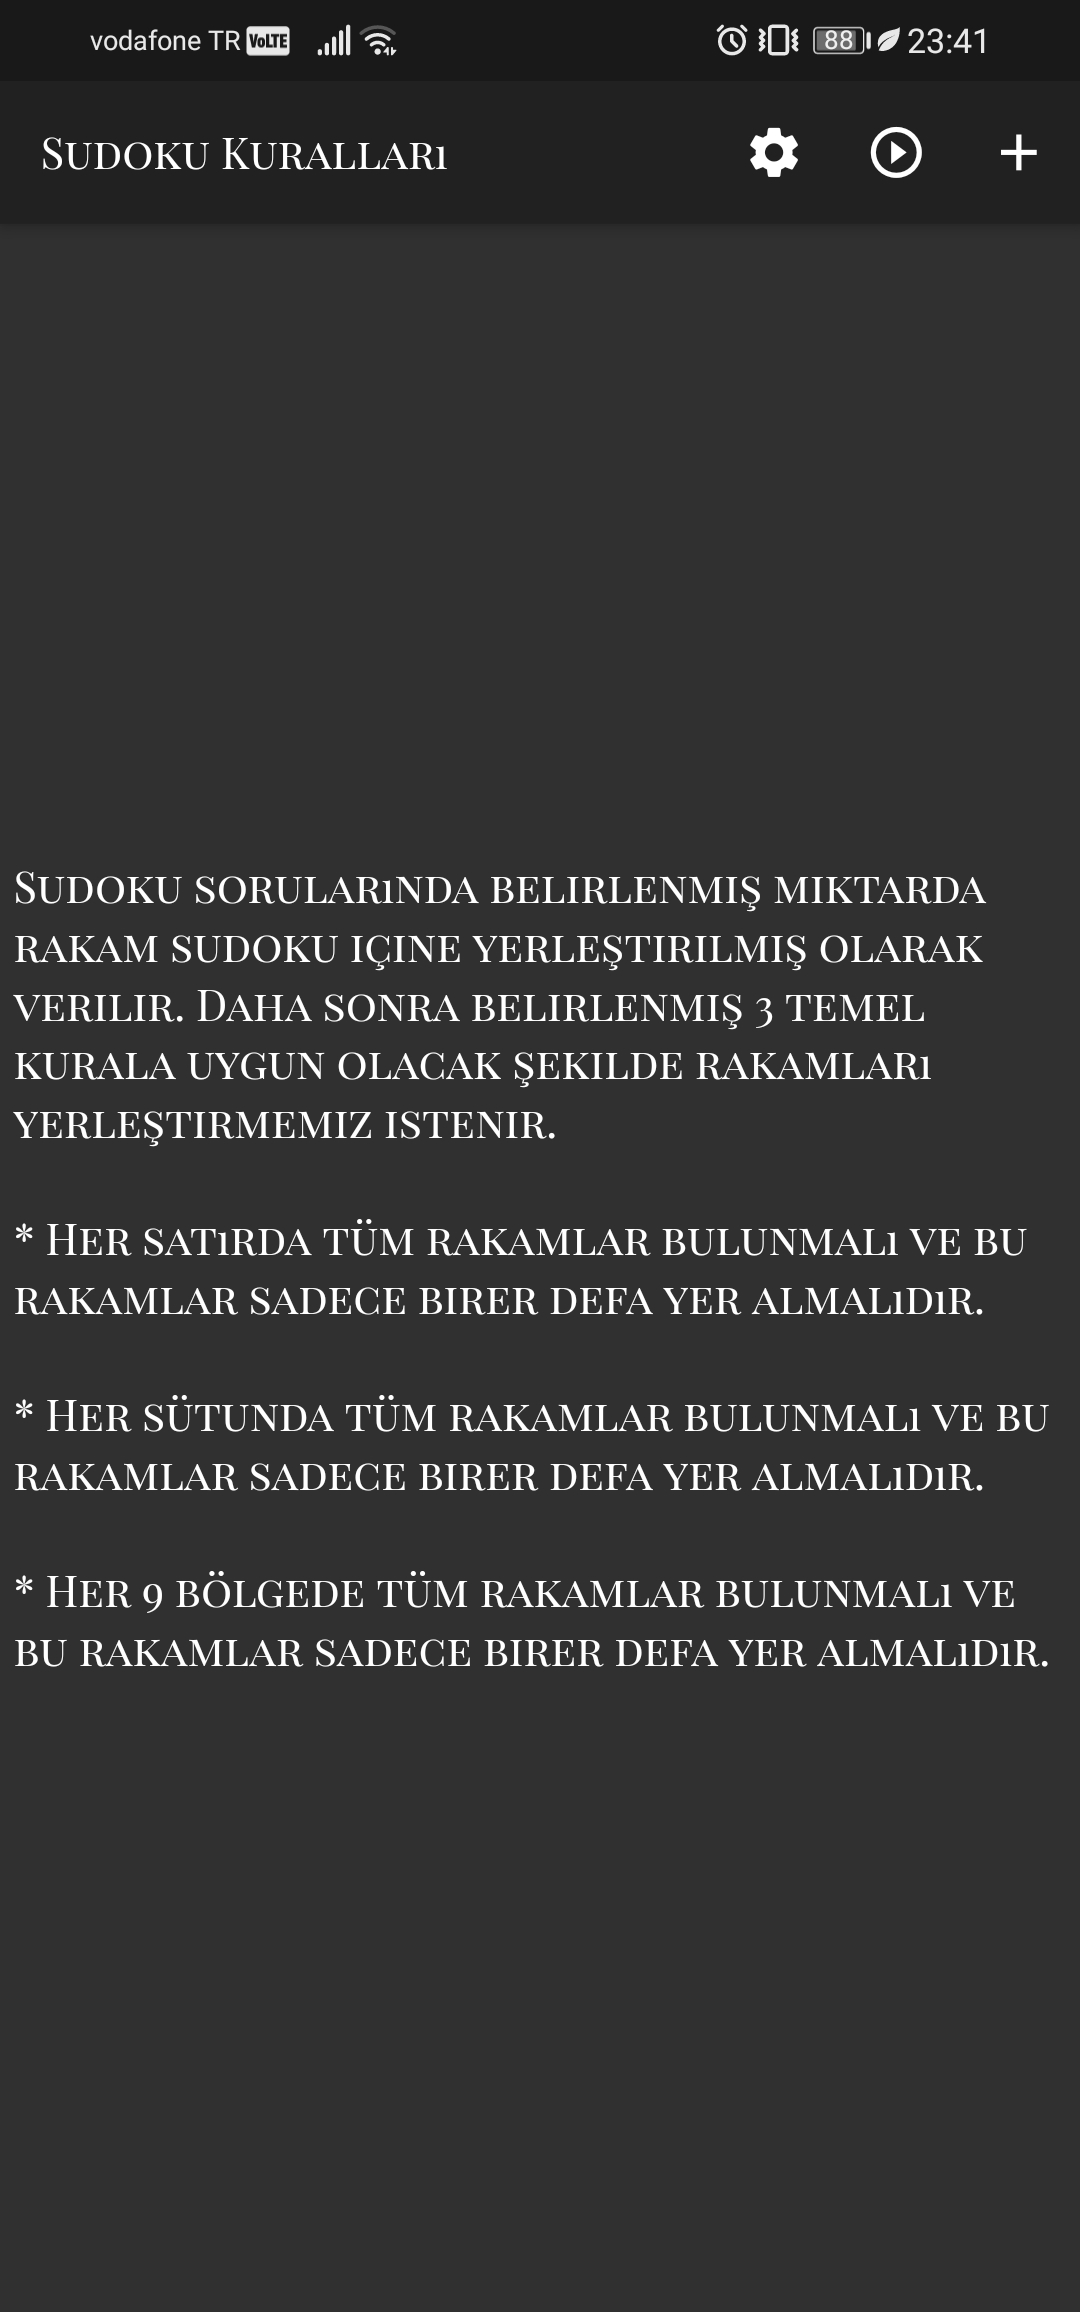 vodafone TR VoLTE 88 23:41
Sudoku Kuralları
Sudoku sorularında belirlenmiş miktarda
rakam sudoku içine yerleştirilmiş olarak
verilir. Daha sonra belirlenmiş 3 temel
kurala uygun olacak şekilde rakamları
yerleştirmemiz istenir.
* Her satırda tüm rakamlar bulunmalı ve bu
rakamlar sadece birer defa yer almalıdır.
* Her sütunda tüm rakamlar bulunmalı ve bu
rakamlar sadece birer defa yer almalıdır.
* Her 9 bölgede tüm rakamlar bulunmalı ve
bu rakamlar sadece birer defa yer almalıdır.